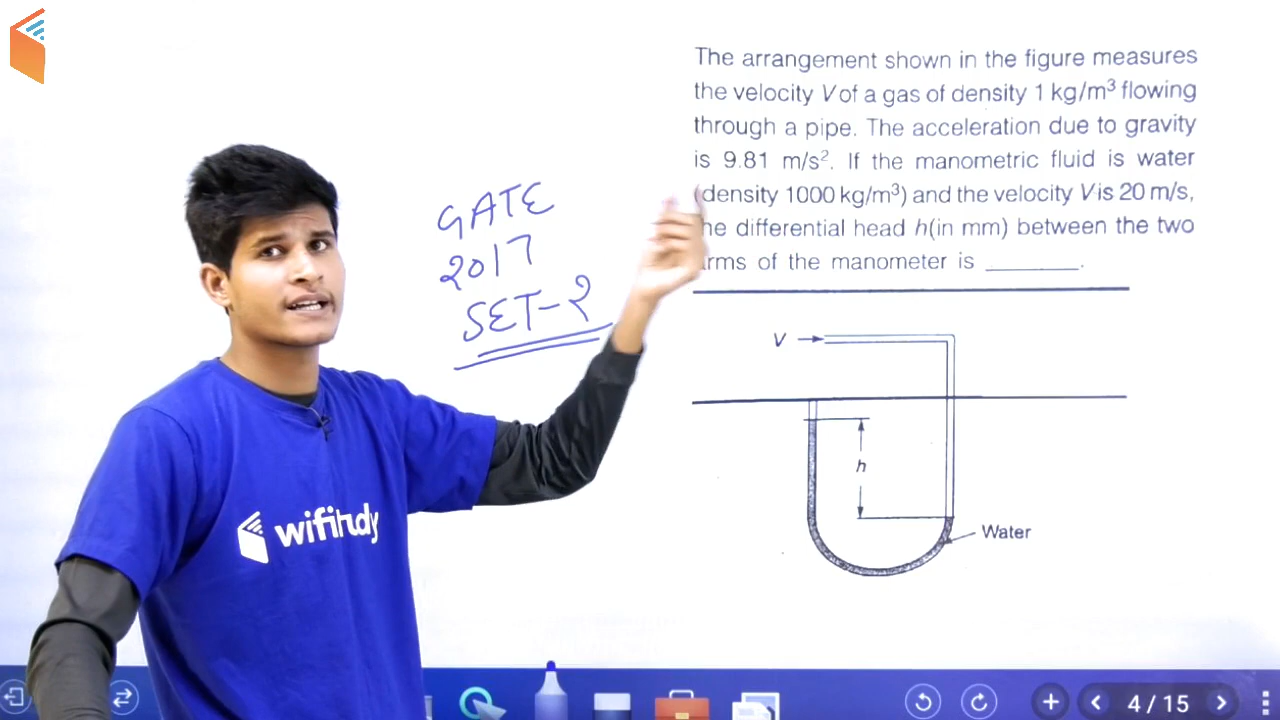 The arrangement shown in the figure measures
the velocity V of a gas of density 1 kg/m³ flowing
through a pipe. The acceleration due to gravity
is 9.81 m/s². If the manometric fluid is water
(density 1000 kg/m³) and the velocity V is 20 m/s,
he differential head h(in mm) between the two
rms of the manometer is ________.
GATE
2017
SET-2
V
h
Water
wifi udy
4 / 15